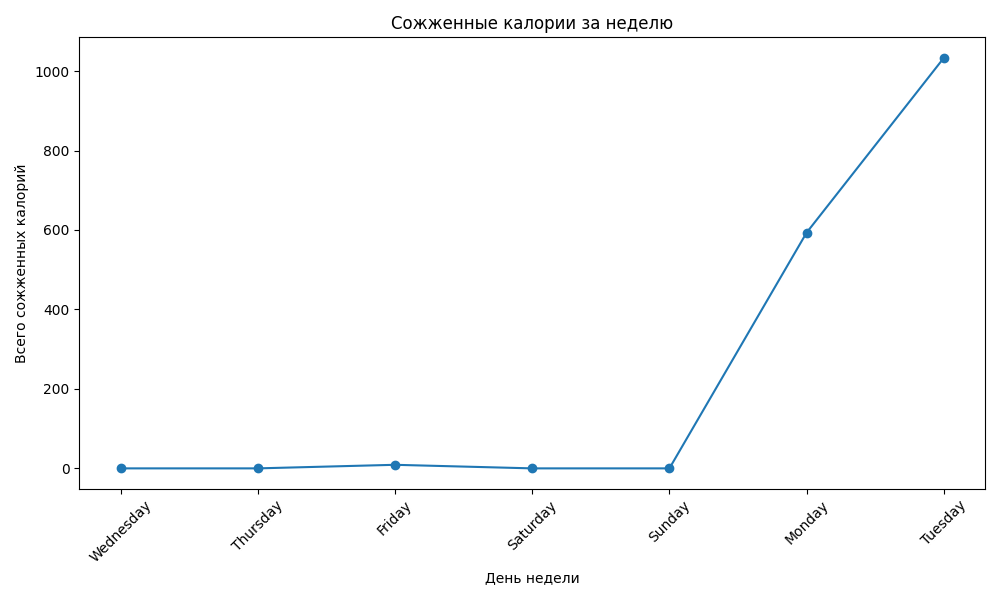 Сожженные калории за неделю
Всего сожженных калорий
1000
800
600
400
200
0
Wednesday
Thursday
Friday
Saturday
Sunday
Monday
Tuesday
День недели